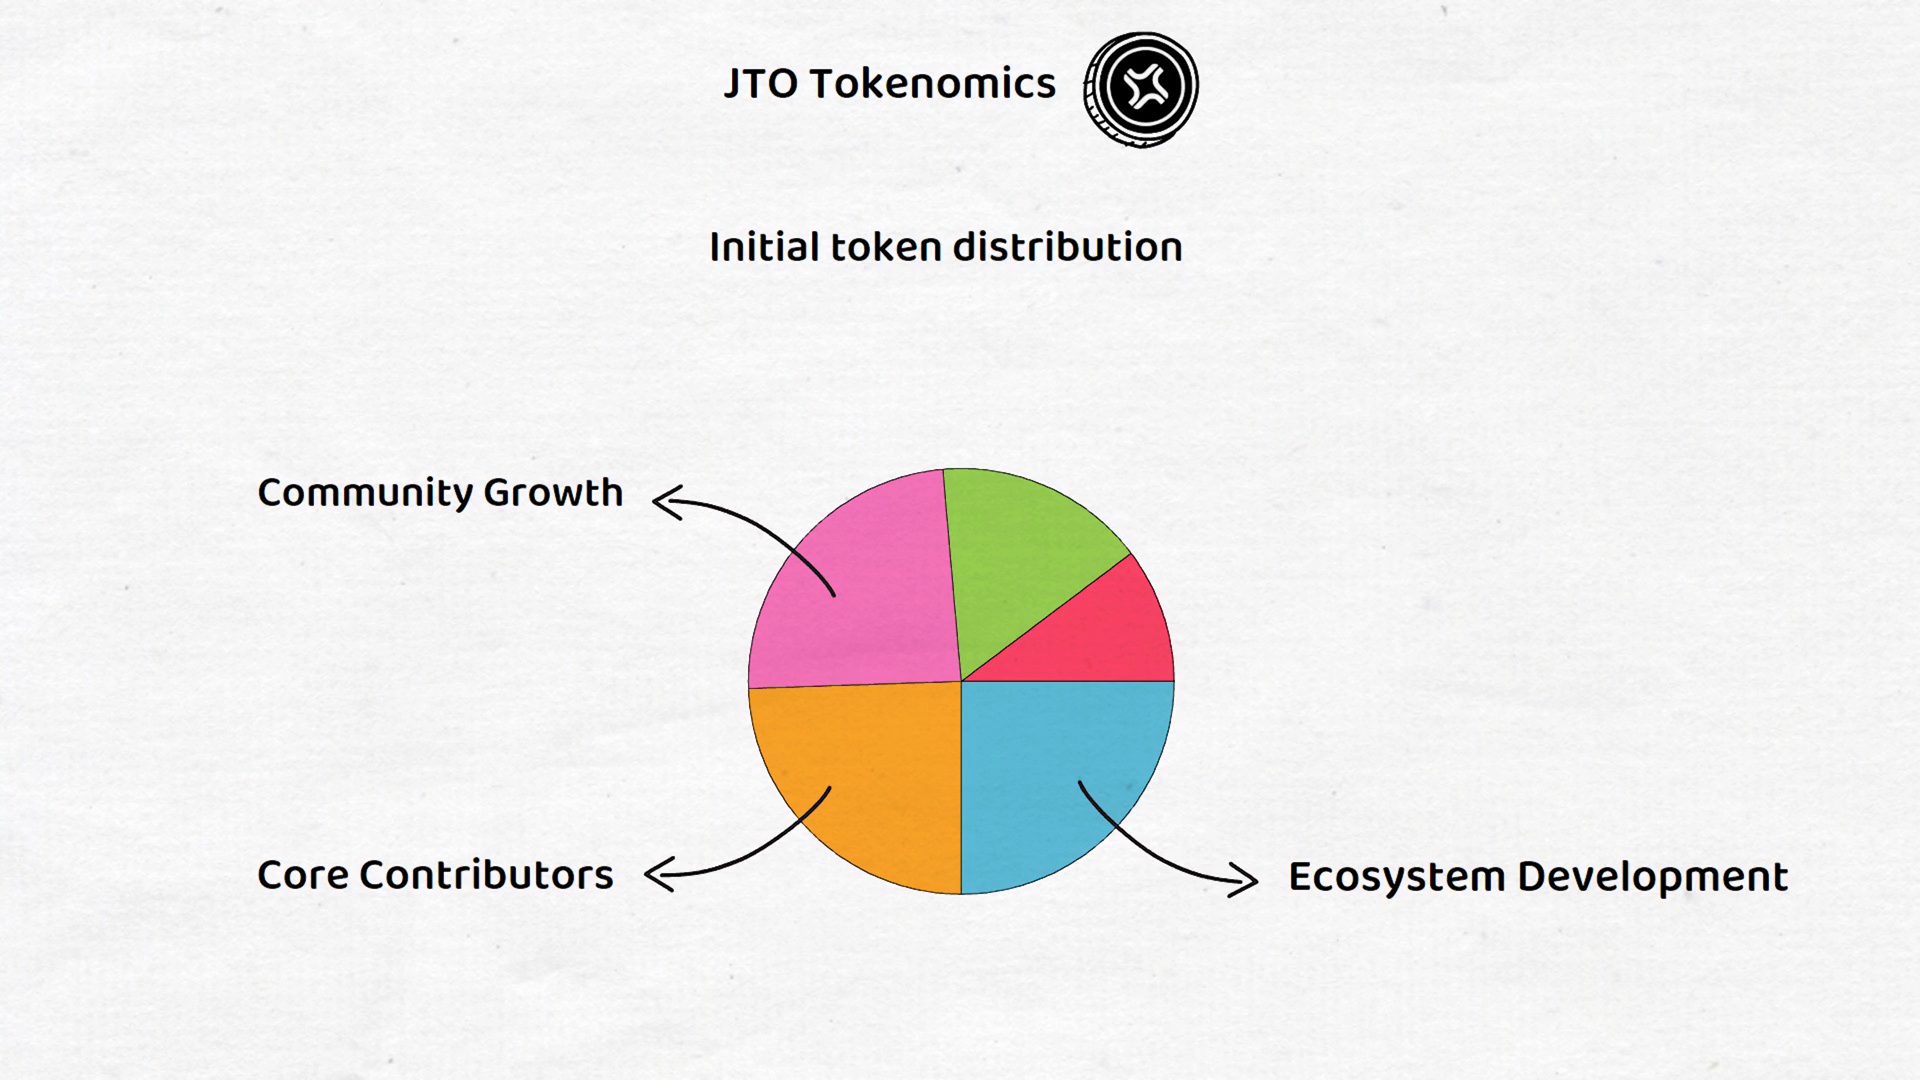 JTO Tokenomics
Initial token distribution
Community Growth
Core Contributors
Ecosystem Development